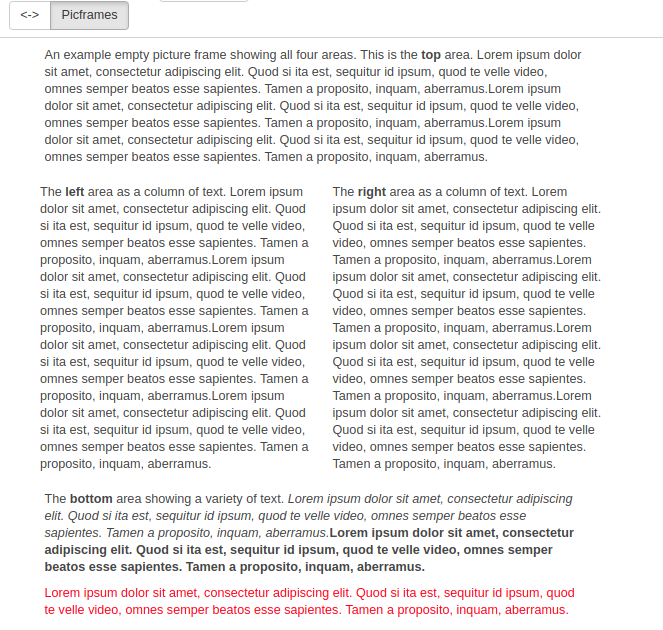 <-> Picframes
An example empty picture frame showing all four areas. This is the top area. Lorem ipsum dolor
sit amet, consectetur adipiscing elit. Quod si ita est, sequitur id ipsum, quod te velle video,
omnes semper beatos esse sapientes. Tamen a proposito, inquam, aberramus.Lorem ipsum
dolor sit amet, consectetur adipiscing elit. Quod si ita est, sequitur id ipsum, quod te velle video,
omnes semper beatos esse sapientes. Tamen a proposito, inquam, aberramus.Lorem ipsum
dolor sit amet, consectetur adipiscing elit. Quod si ita est, sequitur id ipsum, quod te velle video,
omnes semper beatos esse sapientes. Tamen a proposito, inquam, aberramus.
The left area as a column of text. Lorem ipsum
dolor sit amet, consectetur adipiscing elit. Quod
si ita est, sequitur id ipsum, quod te velle video,
omnes semper beatos esse sapientes. Tamen a
proposito, inquam, aberramus.Lorem ipsum
dolor sit amet, consectetur adipiscing elit. Quod
si ita est, sequitur id ipsum, quod te velle video,
omnes semper beatos esse sapientes. Tamen a
proposito, inquam, aberramus.Lorem ipsum
dolor sit amet, consectetur adipiscing elit. Quod
si ita est, sequitur id ipsum, quod te velle video,
omnes semper beatos esse sapientes. Tamen a
proposito, inquam, aberramus.Lorem ipsum
dolor sit amet, consectetur adipiscing elit. Quod
si ita est, sequitur id ipsum, quod te velle video,
omnes semper beatos esse sapientes. Tamen a
proposito, inquam, aberramus.
The right area as a column of text. Lorem
ipsum dolor sit amet, consectetur adipiscing elit.
Quod si ita est, sequitur id ipsum, quod te velle
video, omnes semper beatos esse sapientes.
Tamen a proposito, inquam, aberramus.Lorem
ipsum dolor sit amet, consectetur adipiscing elit.
Quod si ita est, sequitur id ipsum, quod te velle
video, omnes semper beatos esse sapientes.
Tamen a proposito, inquam, aberramus.Lorem
ipsum dolor sit amet, consectetur adipiscing elit.
Quod si ita est, sequitur id ipsum, quod te velle
video, omnes semper beatos esse sapientes.
Tamen a proposito, inquam, aberramus.Lorem
ipsum dolor sit amet, consectetur adipiscing elit.
Quod si ita est, sequitur id ipsum, quod te velle
video, omnes semper beatos esse sapientes.
Tamen a proposito, inquam, aberramus.
The bottom area showing a variety of text. Lorem ipsum dolor sit amet, consectetur adipiscing
elit. Quod si ita est, sequitur id ipsum, quod te velle video, omnes semper beatos esse
sapientes. Tamen a proposito, inquam, aberramus.Lorem ipsum dolor sit amet, consectetur
adipiscing elit. Quod si ita est, sequitur id ipsum, quod te velle video, omnes semper
beatos esse sapientes. Tamen a proposito, inquam, aberramus.
Lorem ipsum dolor sit amet, consectetur adipiscing elit. Quod si ita est, sequitur id ipsum, quod
te velle video, omnes semper beatos esse sapientes. Tamen a proposito, inquam, aberramus.